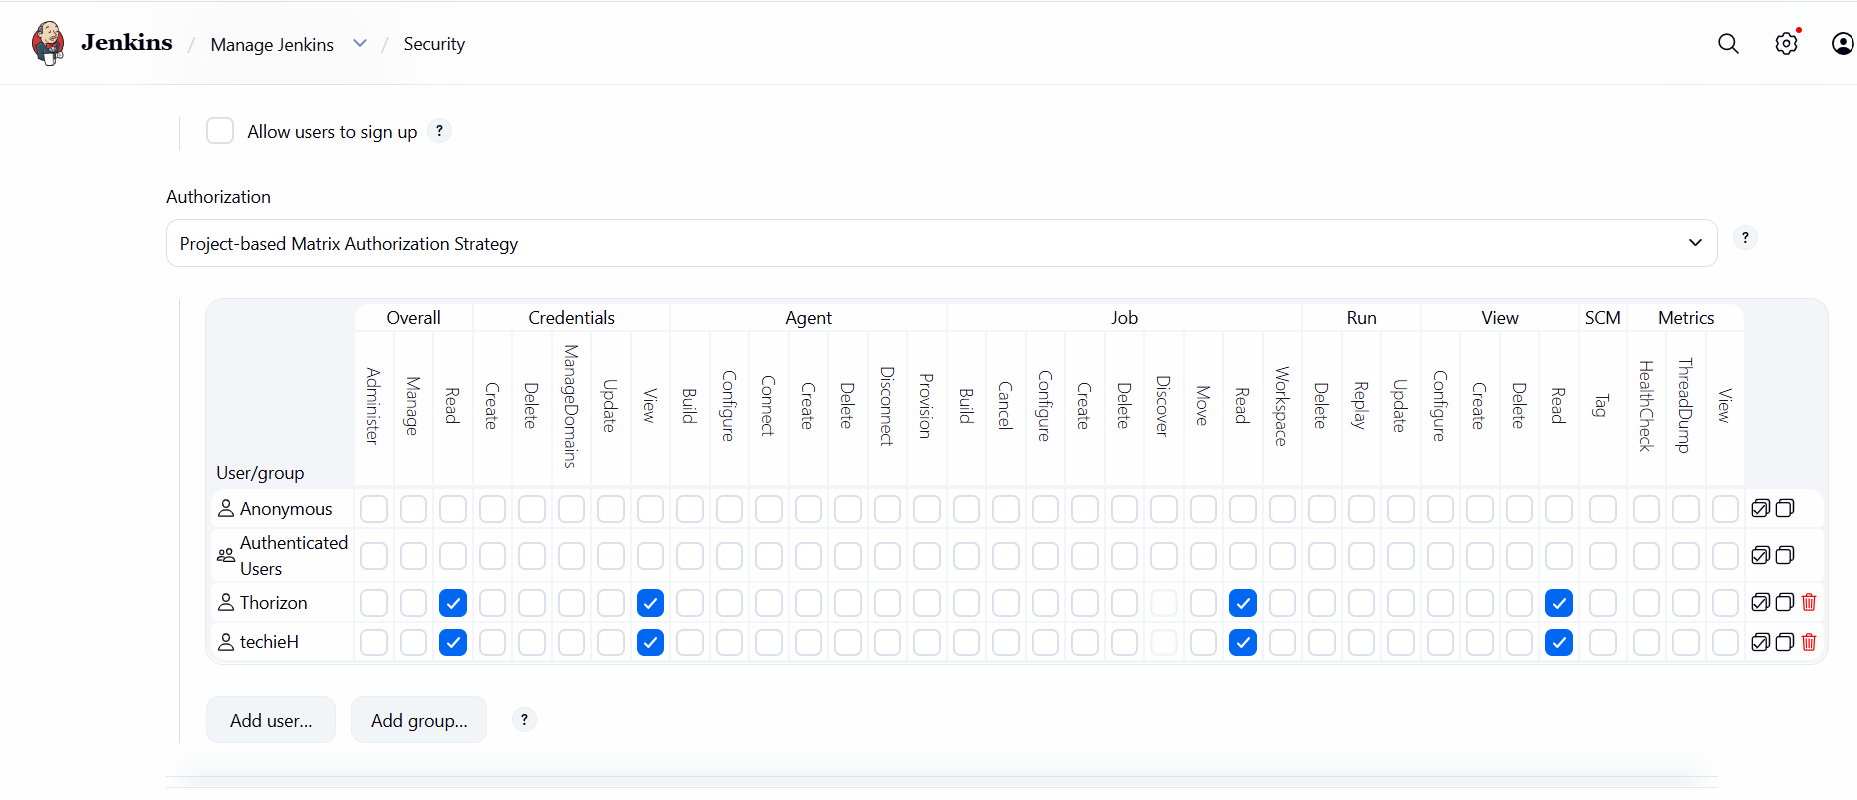 Jenkins / Manage Jenkins / Security
Allow users to sign up ?
Authorization
Project-based Matrix Authorization Strategy ?
Overall Credentials Agent Job Run View SCM Metrics
User/group Administer Manage Read Create Delete ManageDomains Update View Build Configure Connect Create Delete Disconnect Provision Build Cancel Configure Create Delete Discover Move Read Workspace Delete Replay Update Configure Create Delete Read Tag HealthCheck ThreadDump View
Anonymous
Authenticated
Users
Thorizon
techieH
Add user... Add group... ?